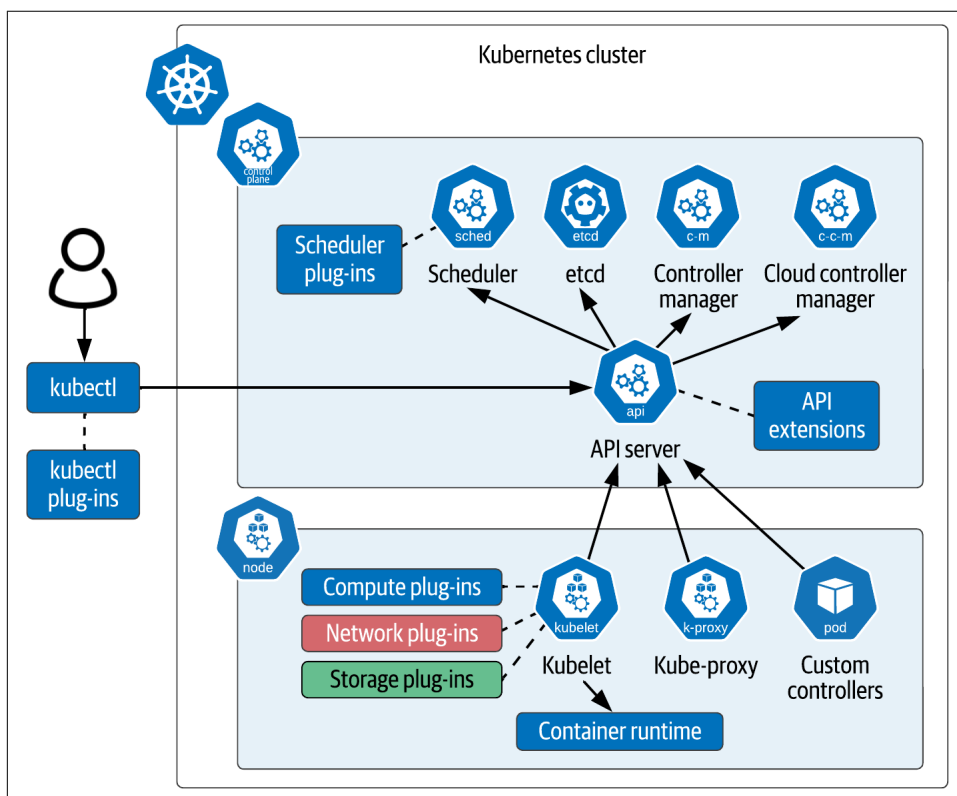 Kubernetes cluster
control
plane
sched
etcd
c-m
c-c-m
Scheduler
plug-ins
Scheduler
etcd
Controller
manager
Cloud controller
manager
kubectl
api
API
extensions
API server
kubectl
plug-ins
node
Compute plug-ins
Network plug-ins
Storage plug-ins
kubelet
k-proxy
pod
Kubelet
Kube-proxy
Custom
controllers
Container runtime